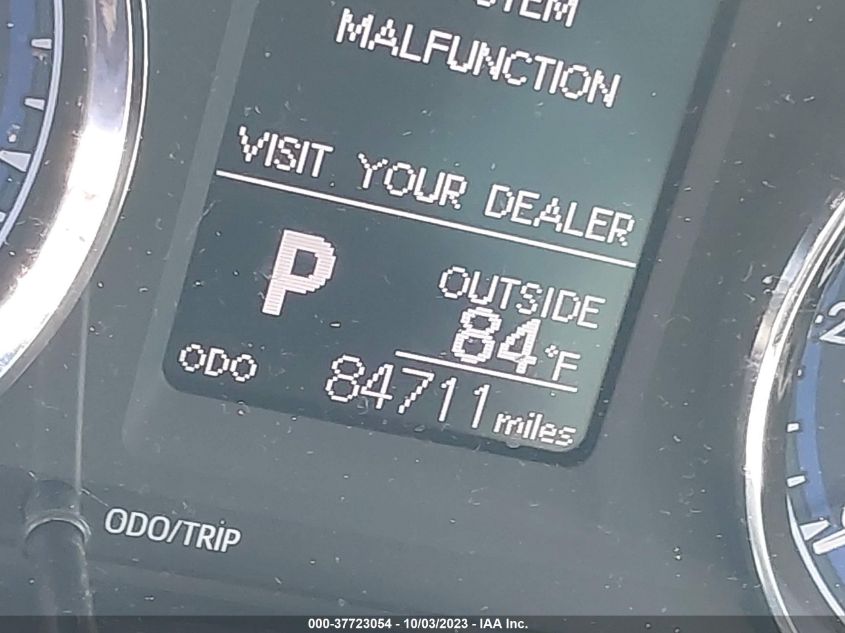 MALFUNCTION
VISIT YOUR DEALER
P
OUTSIDE
84°F
ODO 84711 miles
ODO/TRIP
000-37723054 - 10/03/2023 - IAA Inc.